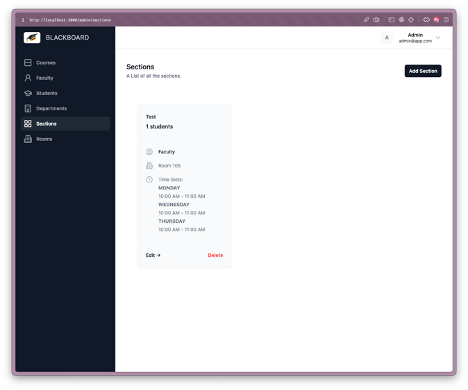 http://localhost:3000/admin/sections
BLACKBOARD
A
Admin
admin@app.com
Courses
Faculty
Students
Departments
Sections
Rooms
Sections
A List of all the sections.
Add Section
Test
1 students
Faculty
Room 105
Time Slots:
MONDAY
10:00 AM - 11:00 AM
WEDNESDAY
10:00 AM - 11:00 AM
THURSDAY
10:00 AM - 11:00 AM
Edit →
Delete